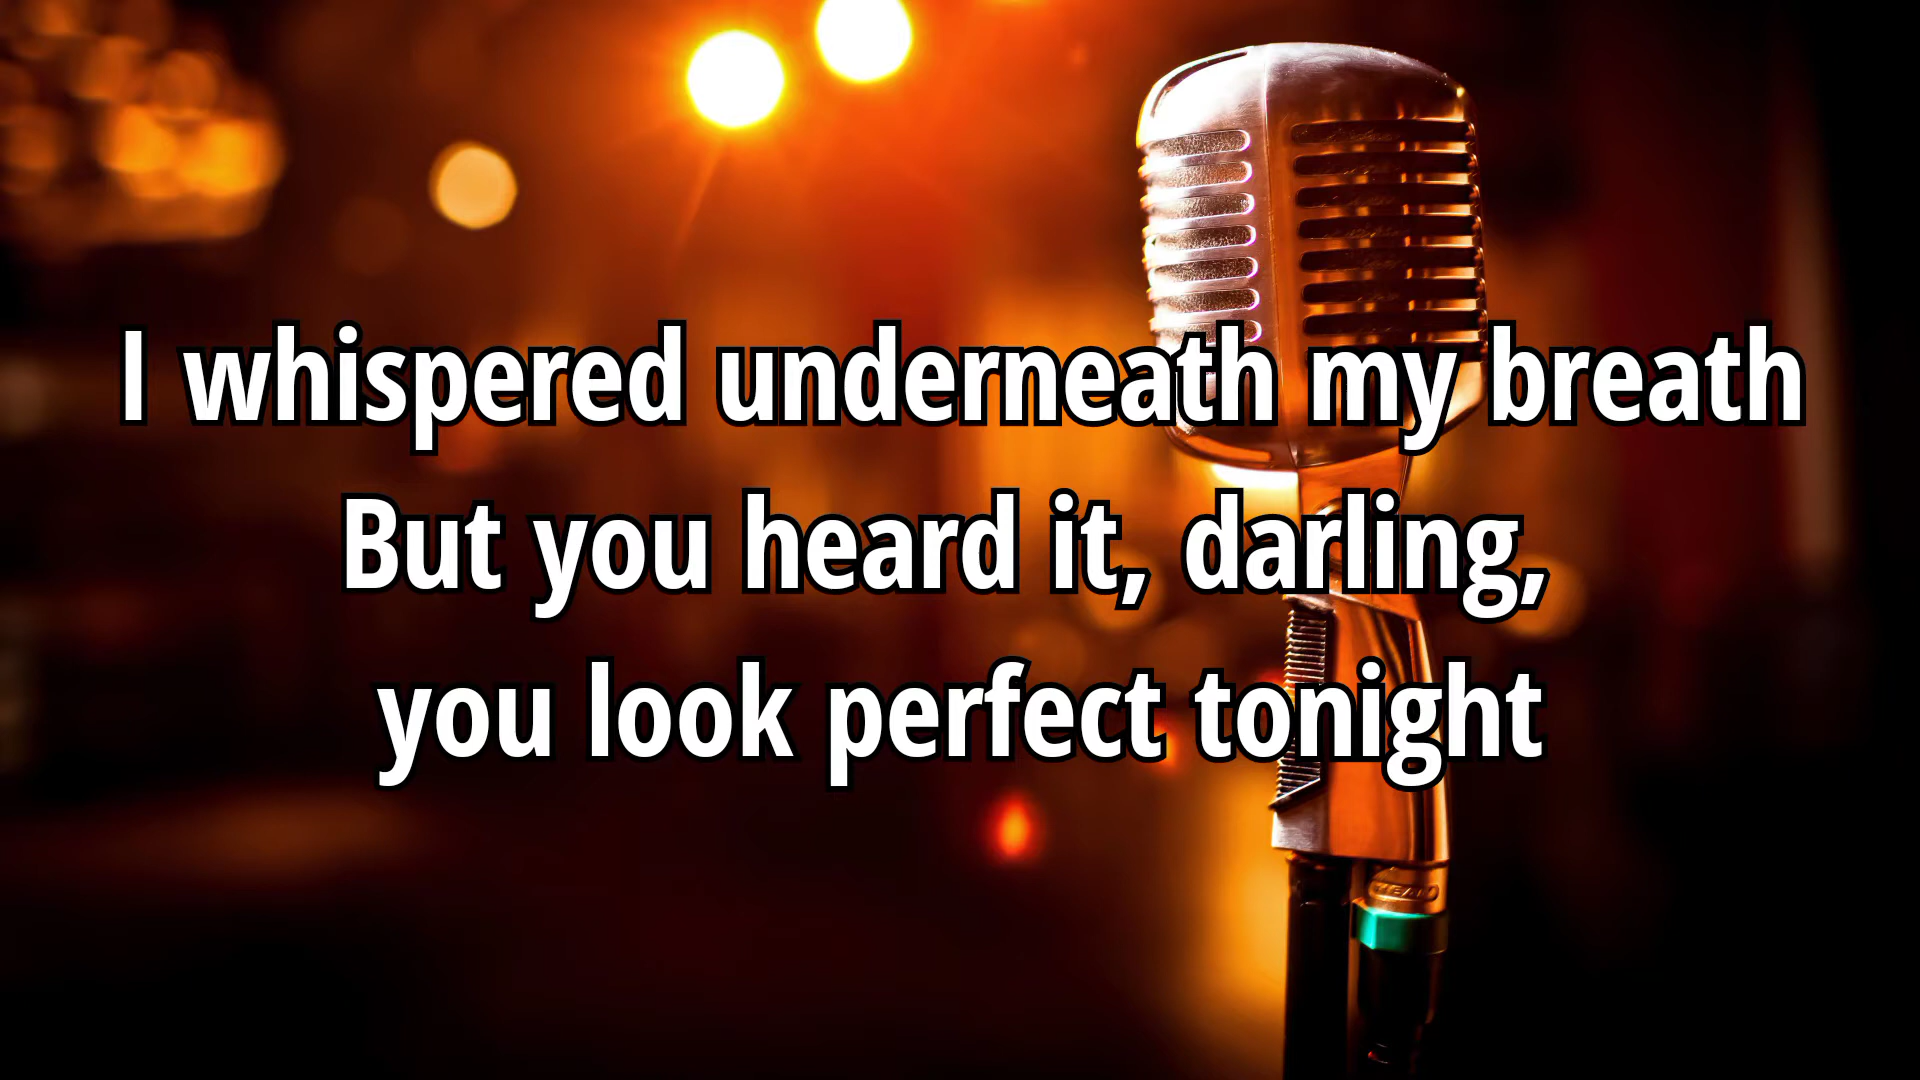 I whispered underneath my breath
But you heard it, darling,
you look perfect tonight